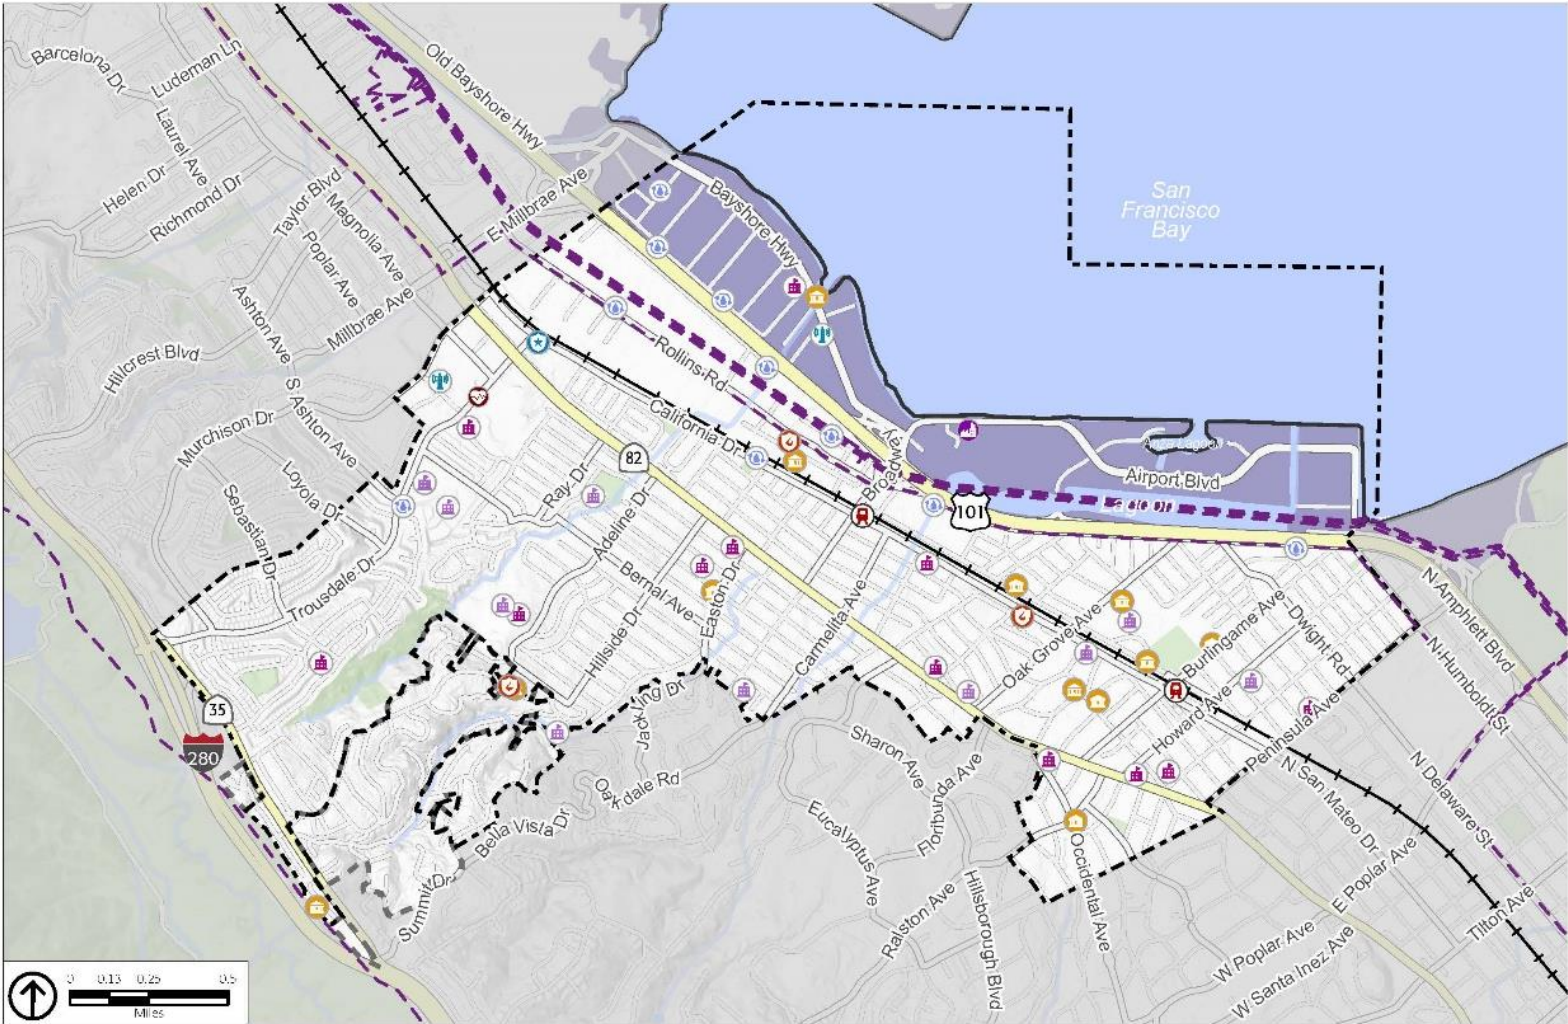 Barcelona Dr
Ludeman Ln
Old Bayshore Hwy
Laurel Ave
Helen Dr
Richmond Dr
Taylor Blvd
Magnolia Ave
Poplar Ave
E Millbrae Ave
Bayshore Hwy
San
Francisco
Bay
Ashton Ave
Millbrae Ave
Hillcrest Blvd
S Ashton Ave
Murchison Dr
Rollins Rd
California Dr
82
Broadway
Anza Lagoon
Airport Blvd
Lagoon
101
Loyola Dr
Sebastian Dr
Ray Dr
Adeline Dr
Trousdale Dr
Bernal Ave
Easton Dr
Hillside Dr
Carmelita Ave
Oak Grove Ave
Burlingame Ave
Dwight Rd
N Amphlett Blvd
N Humboldt St
35
280
Jackling Dr
Oakdale Rd
Sharon Ave
Howard Ave
Peninsula Ave
N San Mateo Dr
N Delaware St
Bella Vista Dr
Summit Dr
Eucalyptus Ave
Floribunda Ave
Ralston Ave
Hillsborough Blvd
Occidental Ave
E Poplar Ave
W Poplar Ave
W Santa Inez Ave
Tilton Ave
0 0.13 0.25 0.5
Miles